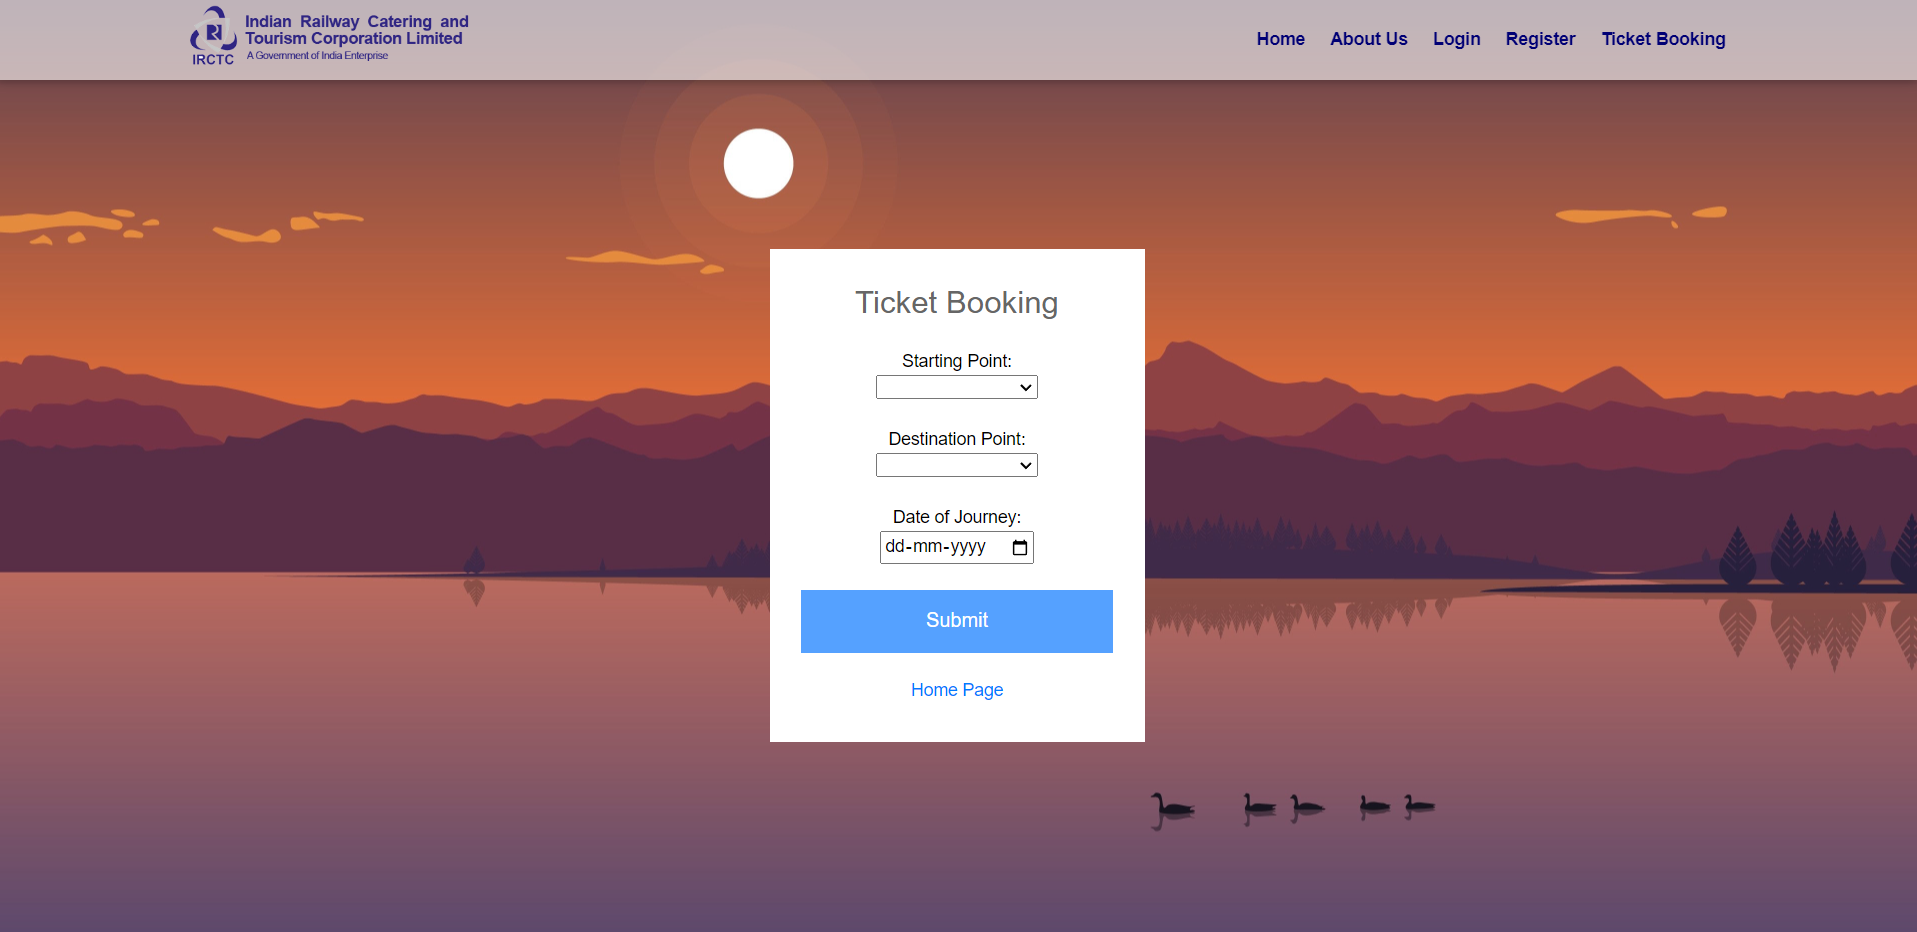 Indian Railway Catering and
Tourism Corporation Limited
A Government of India Enterprise
IRCTC
Home About Us Login Register Ticket Booking
Ticket Booking
Starting Point:
Destination Point:
Date of Journey:
dd-mm-yyyy
Submit
Home Page